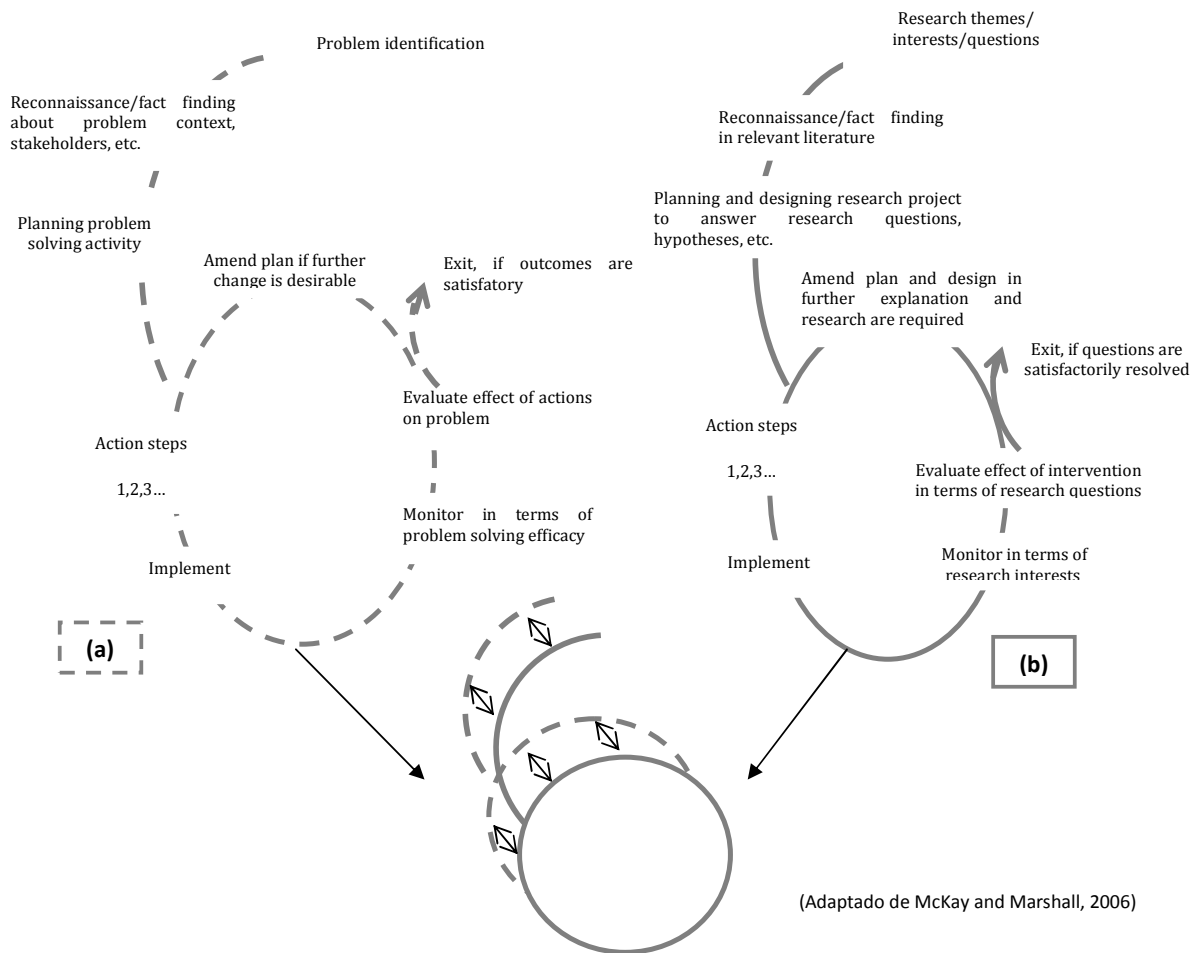 Problem identification
Reconnaissance/fact finding
about problem context,
stakeholders, etc.
Planning problem
solving activity
Amend plan if further
change is desirable
Exit, if outcomes are
satisfatory
Evaluate effect of actions
on problem
Action steps
1,2,3...
Monitor in terms of
problem solving efficacy
Implement
(a)
Research themes/
interests/questions
Reconnaissance/fact finding
in relevant literature
Planning and designing research project
to answer research questions,
hypotheses, etc.
Amend plan and design in
further explanation and
research are required
Exit, if questions are
satisfactorily resolved
Action steps
1,2,3...
Evaluate effect of intervention
in terms of research questions
Implement
Monitor in terms of
research interests
(b)
(Adaptado de McKay and Marshall, 2006)